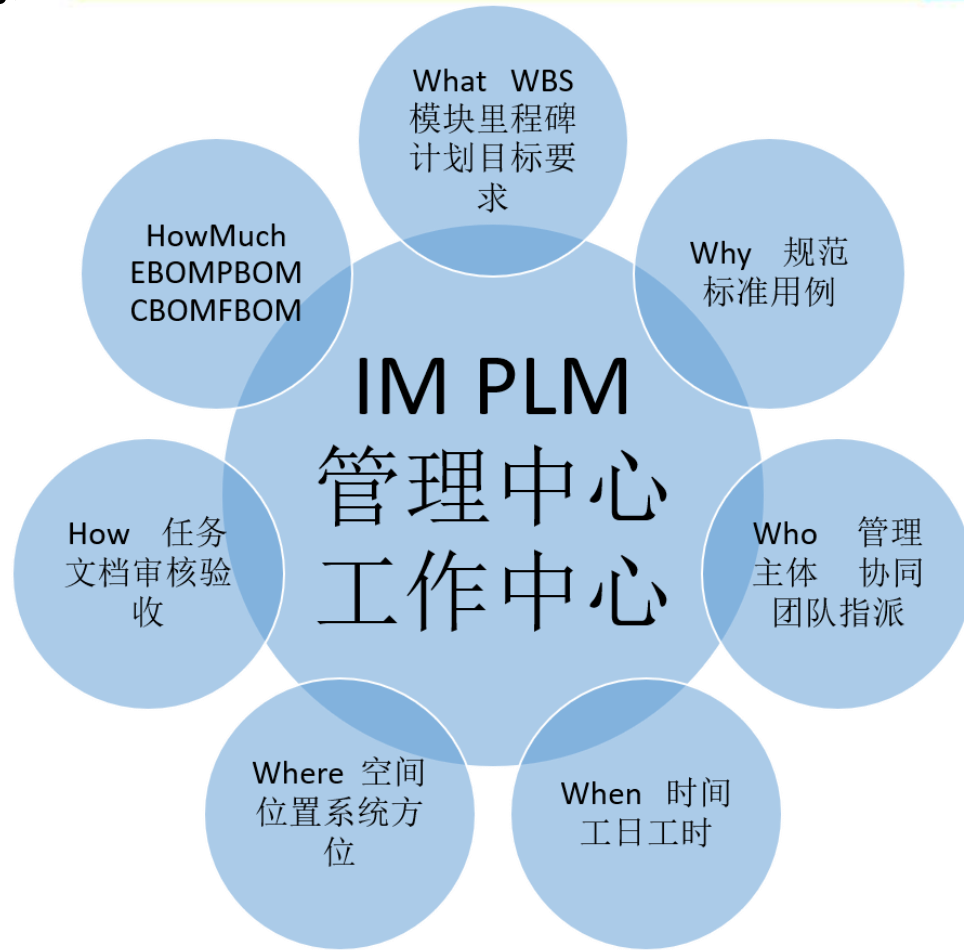 What WBS
模块里程碑
计划目标要
求
Why 规范
标准用例
Who 管理
主体 协同
团队指派
When 时间
工日工时
Where 空间
位置系统方
位
How 任务
文档审核验
收
HowMuch
EBOMPBOM
CBOMFBOM
IM PLM
管理中心
工作中心